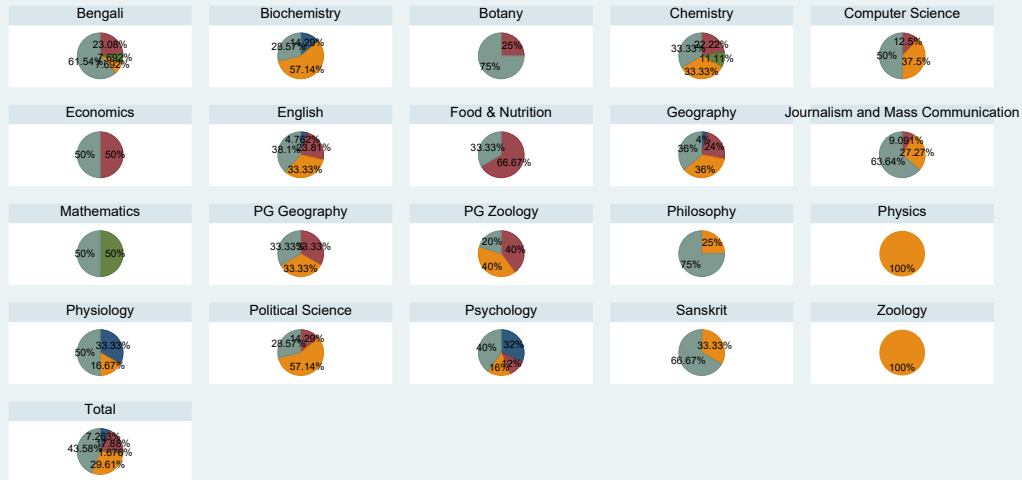 Bengali
23.08%
7.692%
7.692%
61.54%
Biochemistry
14.29%
57.14%
28.57%
Botany
25%
75%
Chemistry
22.22%
11.11%
33.33%
33.33%
Computer Science
12.5%
37.5%
50%
Economics
50%
50%
English
4.762%
23.81%
33.33%
38.1%
Food & Nutrition
66.67%
33.33%
Geography
4%
24%
36%
36%
Journalism and Mass Communication
9.091%
27.27%
63.64%
Mathematics
50%
50%
PG Geography
33.33%
33.33%
33.33%
PG Zoology
40%
40%
20%
Philosophy
25%
75%
Physics
100%
Physiology
33.33%
16.67%
50%
Political Science
14.29%
57.14%
28.57%
Psychology
32%
12%
16%
40%
Sanskrit
33.33%
66.67%
Zoology
100%
Total
7.263%
17.88%
1.676%
29.61%
43.58%